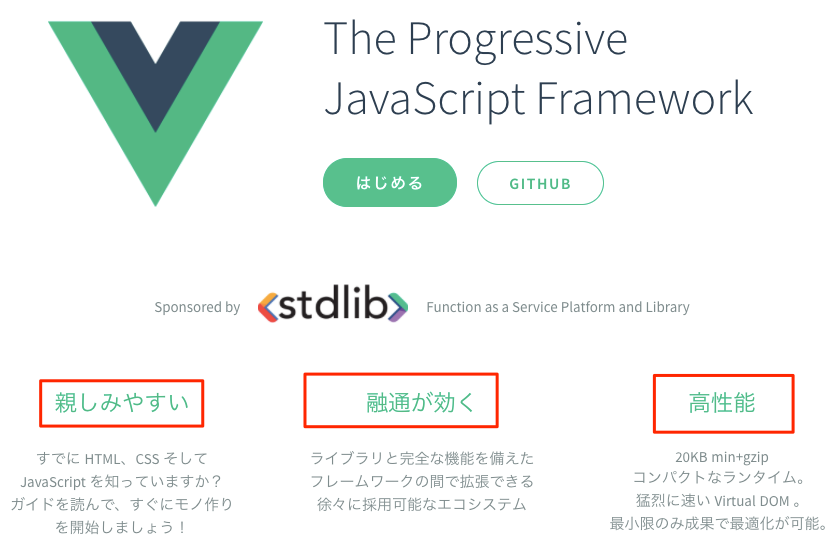 The Progressive
JavaScript Framework
はじめる
GITHUB
Sponsored by
stdlib
Function as a Service Platform and Library
親しみやすい
すでに HTML、CSS そして
JavaScript を知っていますか？
ガイドを読んで、すぐにモノ作り
を開始しましょう！
融通が効く
ライブラリと完全な機能を備えた
フレームワークの間で拡張できる
徐々に採用可能なエコシステム
高性能
20KB min+gzip
コンパクトなランタイム。
猛烈に速い Virtual DOM 。
最小限のみ成果で最適化が可能。